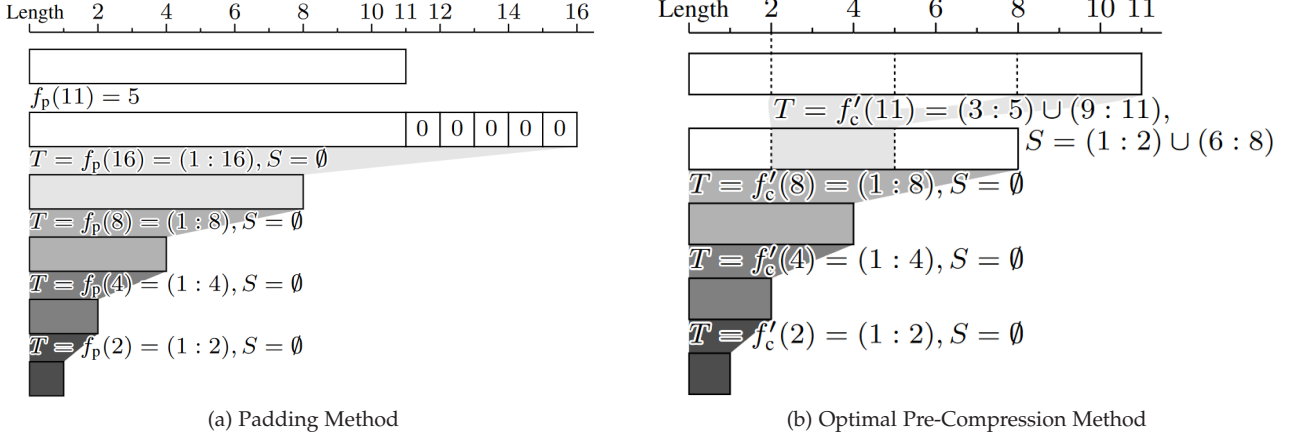 Length 2 4 6 8 10 11 12 14 16
f_p(11) = 5
0 0 0 0 0
T = f_p(16) = (1 : 16), S = ∅
T = f_p(8) = (1 : 8), S = ∅
T = f_p(4) = (1 : 4), S = ∅
T = f_p(2) = (1 : 2), S = ∅
(a) Padding Method
Length 2 4 6 8 10 11
T = f′_c(11) = (3 : 5) ∪ (9 : 11),
S = (1 : 2) ∪ (6 : 8)
T = f′_c(8) = (1 : 8), S = ∅
T = f′_c(4) = (1 : 4), S = ∅
T = f′_c(2) = (1 : 2), S = ∅
(b) Optimal Pre-Compression Method